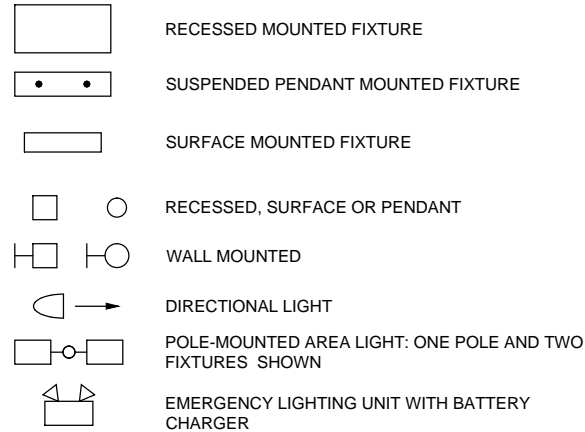 RECESSED MOUNTED FIXTURE
SUSPENDED PENDANT MOUNTED FIXTURE
SURFACE MOUNTED FIXTURE
RECESSED, SURFACE OR PENDANT
WALL MOUNTED
DIRECTIONAL LIGHT
POLE-MOUNTED AREA LIGHT: ONE POLE AND TWO
FIXTURES SHOWN
EMERGENCY LIGHTING UNIT WITH BATTERY
CHARGER